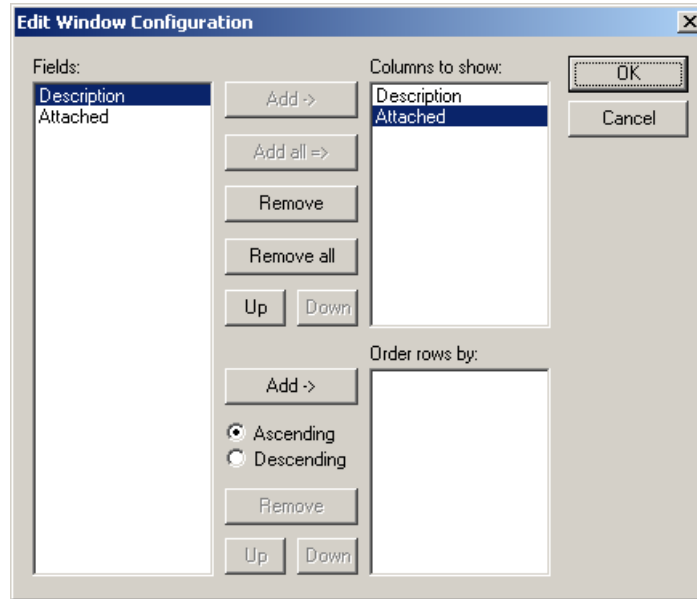 Edit Window Configuration
Fields:
Description
Attached
Add ->
Add all =>
Remove
Remove all
Up
Down
Columns to show:
Description
Attached
OK
Cancel
Add ->
Ascending
Descending
Remove
Up
Down
Order rows by: